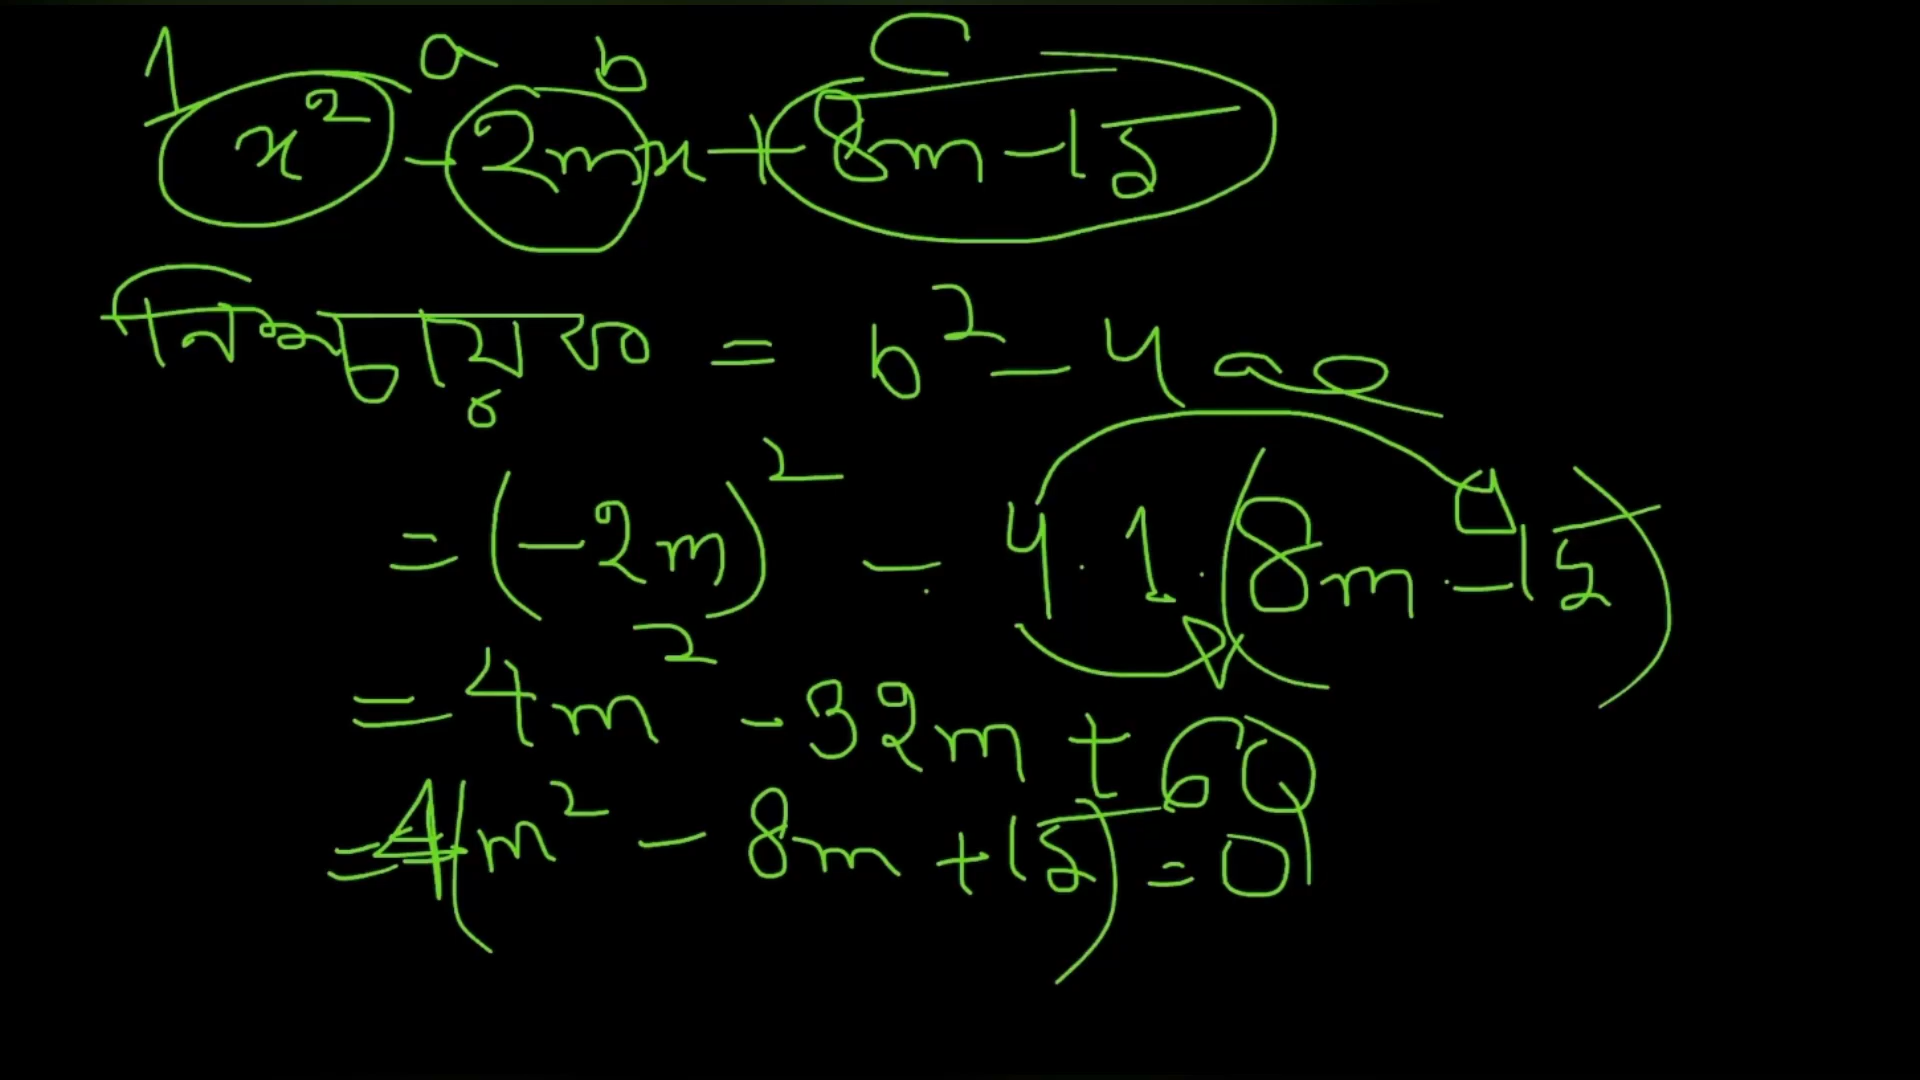 1 a b C
x² - 2mx + 8m - 15
নিশ্চায়ক = b² - 4ac
= (-2m)² - 4.1.(8m - 15)
= 4m² - 32m + 60
= 4(m² - 8m + 15) = 0